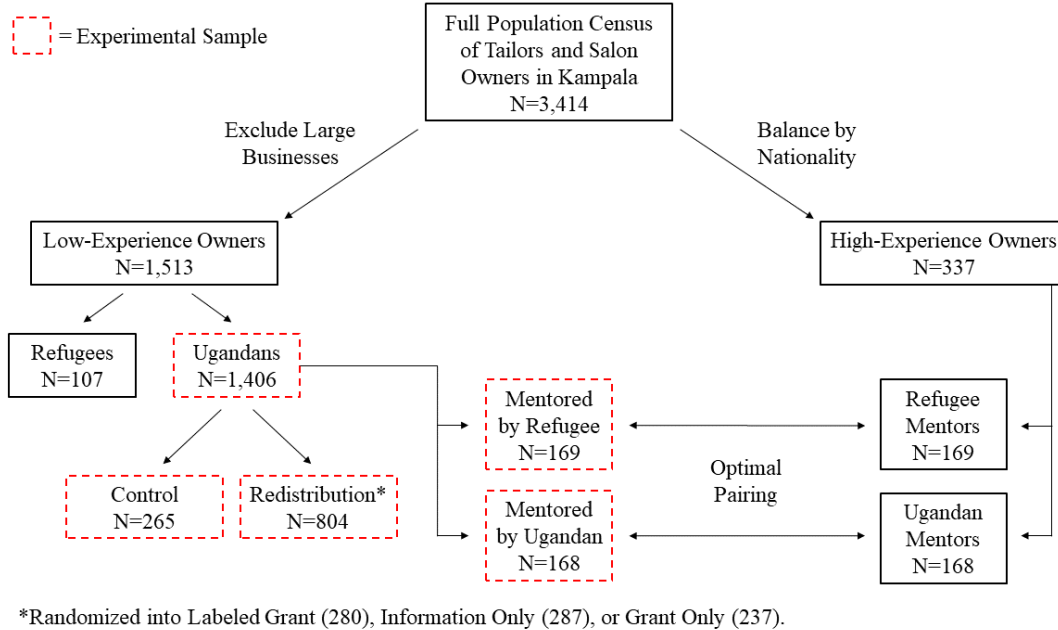 = Experimental Sample
Full Population Census
of Tailors and Salon
Owners in Kampala
N=3,414
Exclude Large
Businesses
Balance by
Nationality
Low-Experience Owners
N=1,513
High-Experience Owners
N=337
Refugees
N=107
Ugandans
N=1,406
Mentored
by Refugee
N=169
Refugee
Mentors
N=169
Control
N=265
Redistribution*
N=804
Optimal
Pairing
Mentored
by Ugandan
N=168
Ugandan
Mentors
N=168
*Randomized into Labeled Grant (280), Information Only (287), or Grant Only (237).